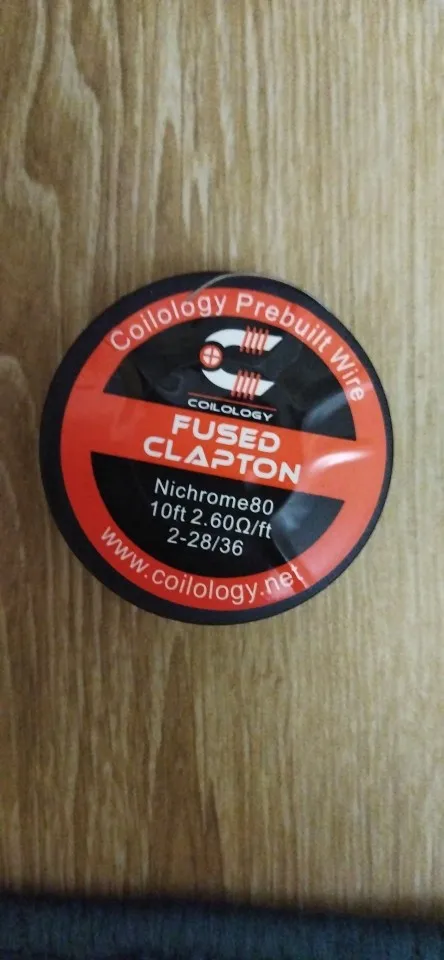 Coilology Prebuilt Wire
COILOLOGY
FUSED
CLAPTON
Nichrome80
10ft 2.60Ω/ft
2-28/36
www.coilology.net